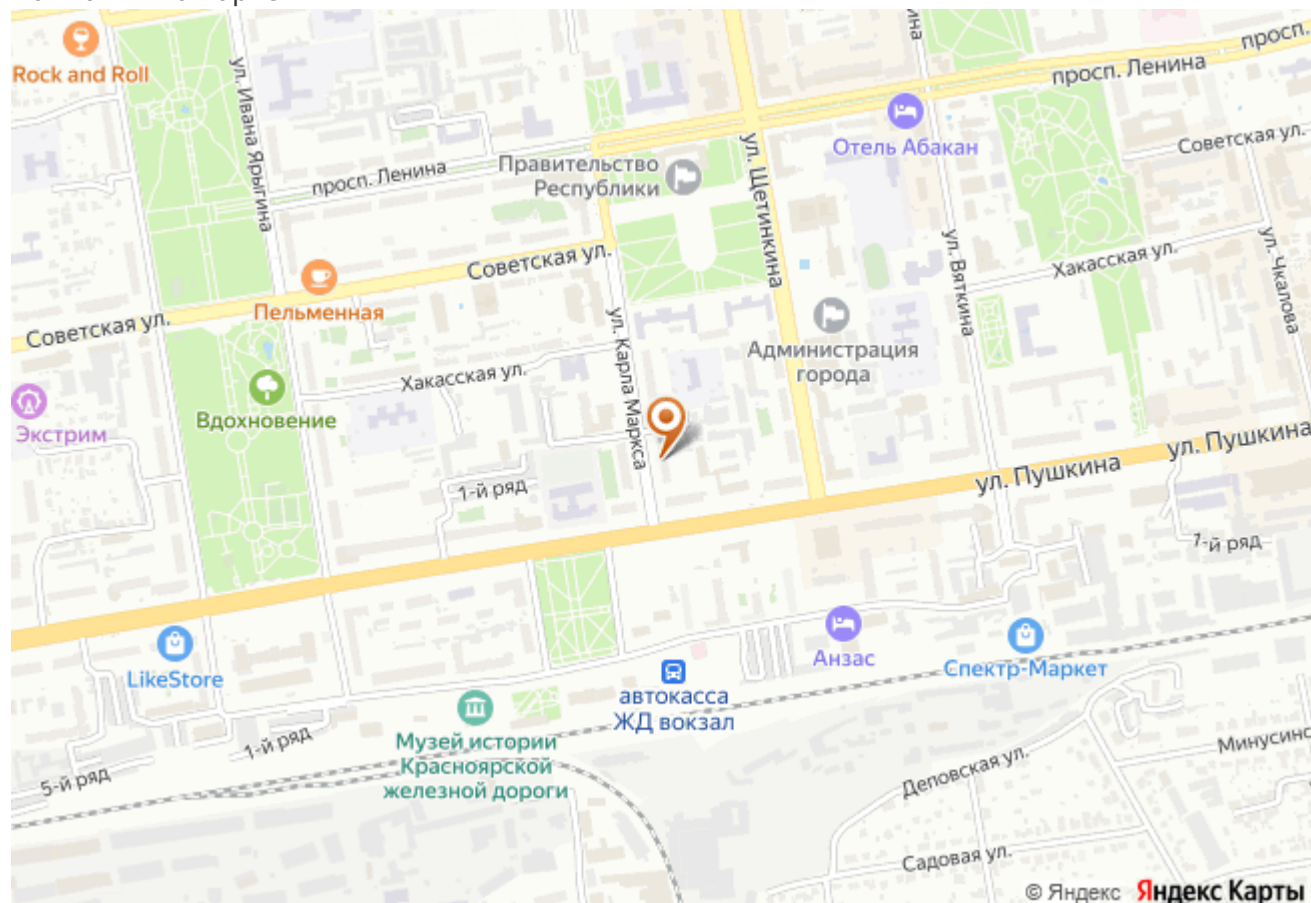 Rock and Roll
ул. Ивана Ярыгина
просп. Ленина
просп.
просп. Ленина
Отель Абакан
Советская ул.
Правительство
Республики
ул. Щетинкина
Советская ул.
Хакасская ул.
ул. Вяткина
ул. Чкалова
Пельменная
Советская ул.
ул. Карла Маркса
Администрация
города
Хакасская ул.
Вдохновение
Экстрим
1-й ряд
ул. Пушкина
ул. Пушкина
LikeStore
Анзас
Спектр-Маркет
автокасса
ЖД вокзал
1-й ряд
5-й ряд
Музей истории
Красноярской
железной дороги
Деповская ул.
Минусинс
Садовая ул.
© Яндекс Яндекс Карты